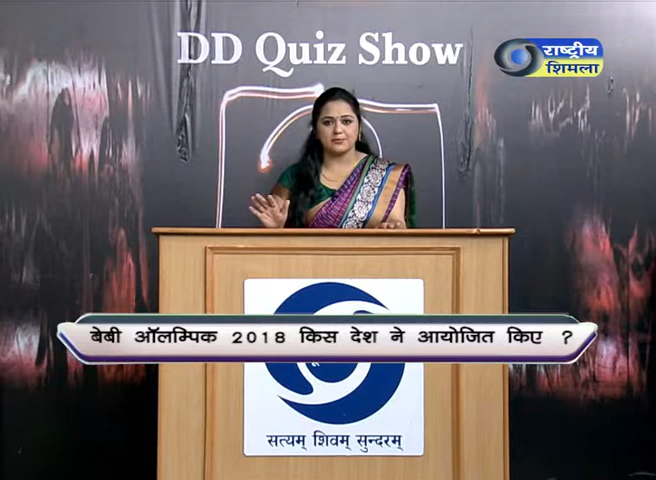 DD Quiz Show
राष्ट्रीय
शिमला
बेबी ऑलम्पिक 2018 किस देश ने आयोजित किए ?
सत्यम् शिवम् सुन्दरम्